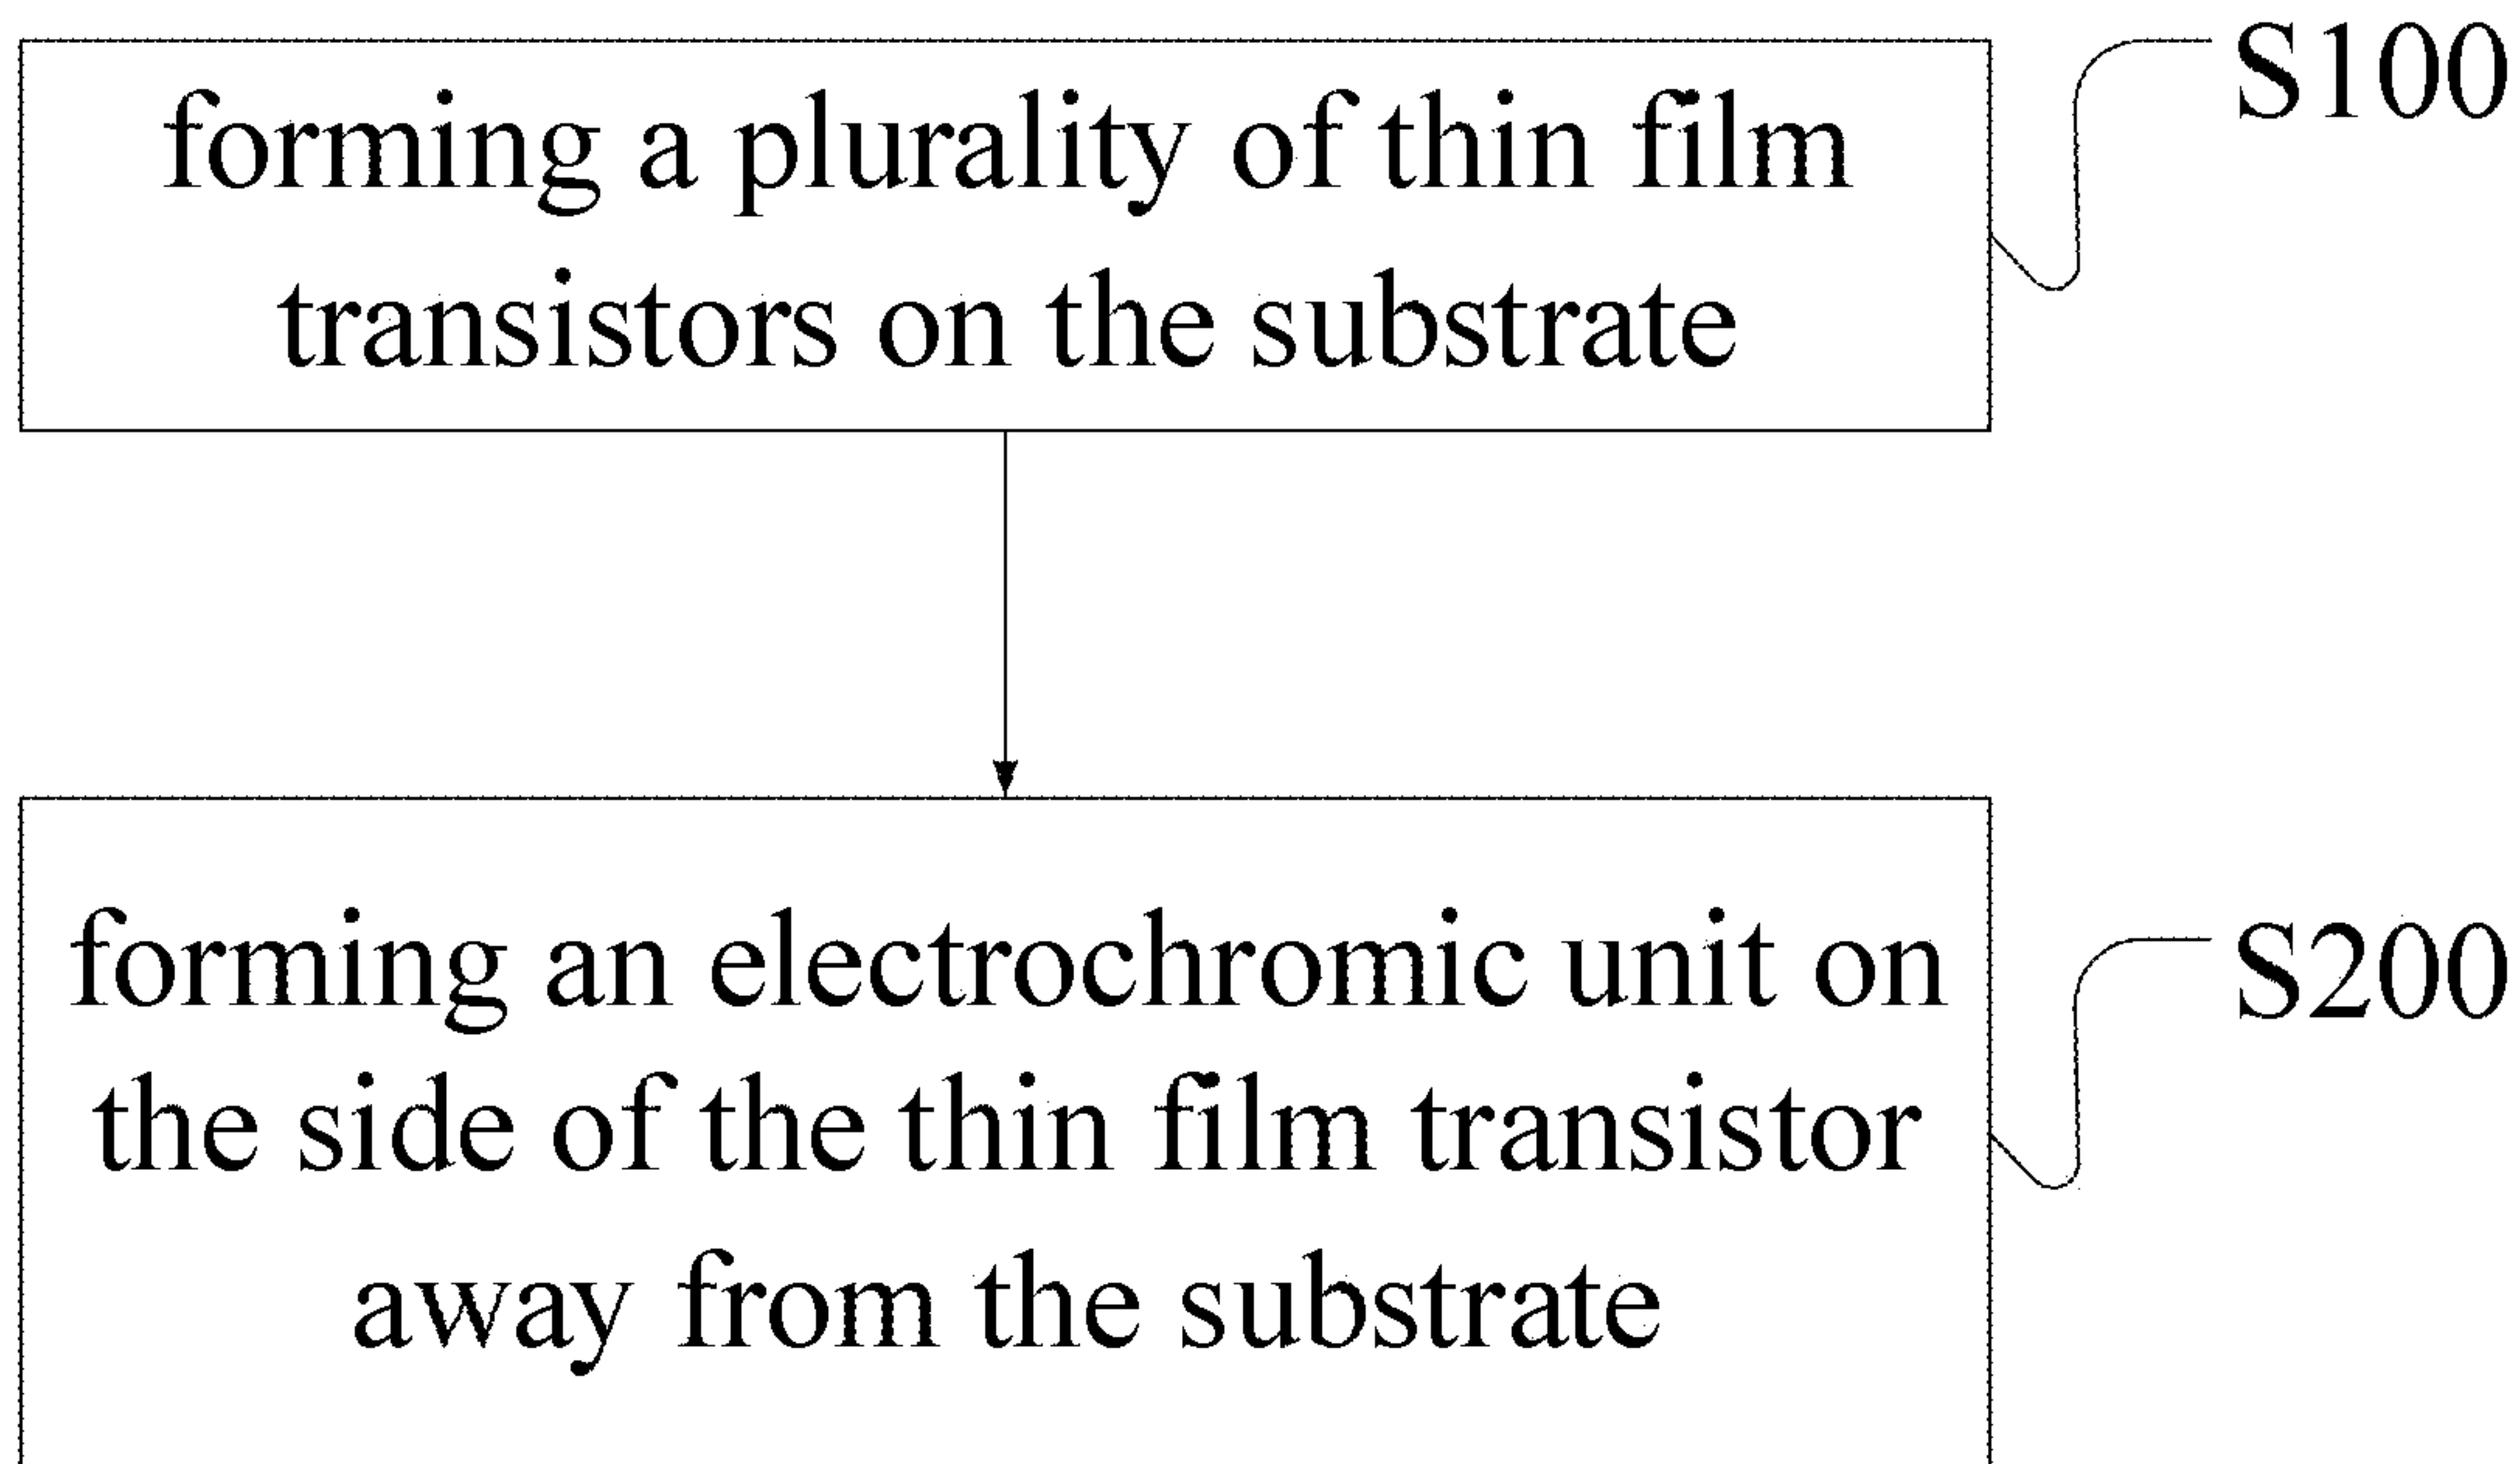 S100
forming a plurality of thin film
transistors on the substrate
S200
forming an electrochromic unit on
the side of the thin film transistor
away from the substrate